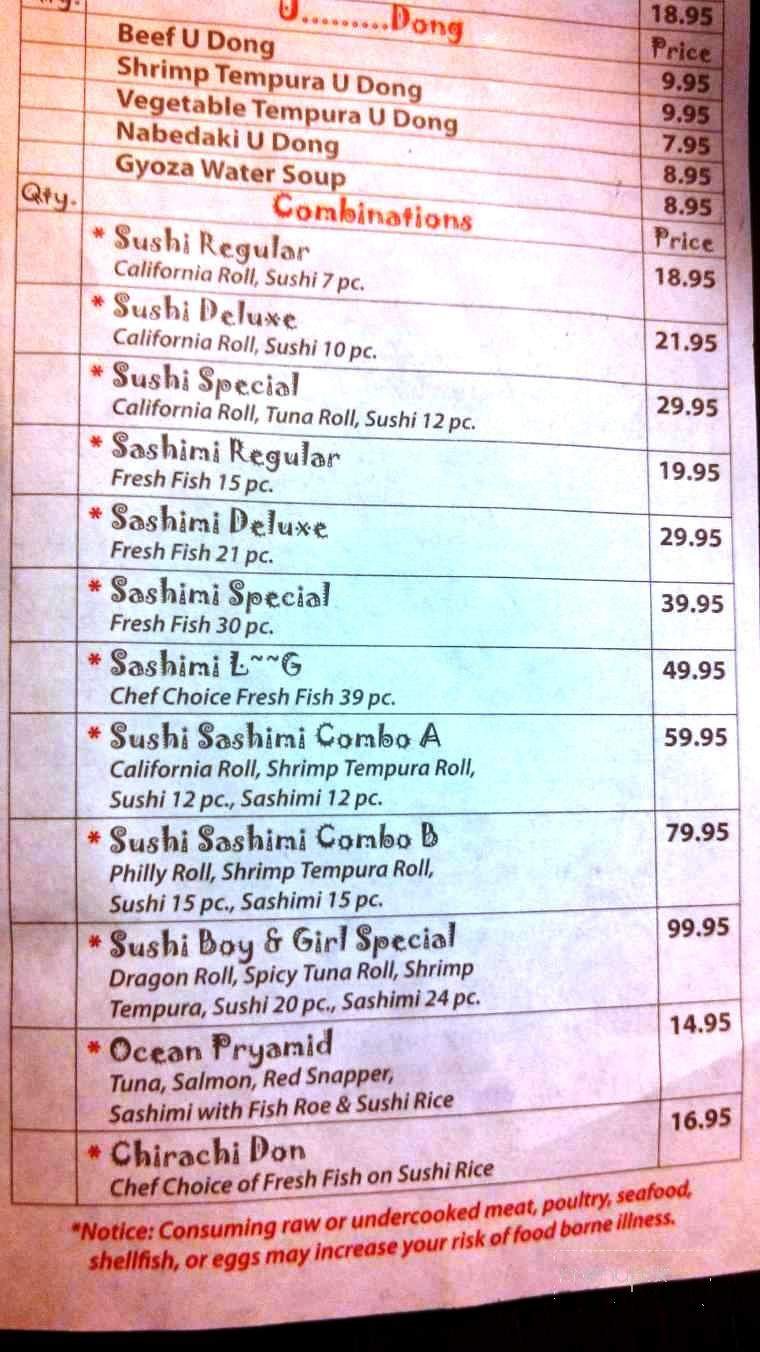 18.95
U.........Dong Price
Beef U Dong 9.95
Shrimp Tempura U Dong 9.95
Vegetable Tempura U Dong 7.95
Nabedaki U Dong 8.95
Gyoza Water Soup 8.95
Qty. Combinations Price
* Sushi Regular 18.95
California Roll, Sushi 7 pc.
* Sushi Deluxe 21.95
California Roll, Sushi 10 pc.
* Sushi Special 29.95
California Roll, Tuna Roll, Sushi 12 pc.
* Sashimi Regular 19.95
Fresh Fish 15 pc.
* Sashimi Deluxe 29.95
Fresh Fish 21 pc.
* Sashimi Special 39.95
Fresh Fish 30 pc.
* Sashimi L~~G 49.95
Chef Choice Fresh Fish 39 pc.
* Sushi Sashimi Combo A 59.95
California Roll, Shrimp Tempura Roll,
Sushi 12 pc., Sashimi 12 pc.
* Sushi Sashimi Combo B 79.95
Philly Roll, Shrimp Tempura Roll,
Sushi 15 pc., Sashimi 15 pc.
* Sushi Boy & Girl Special 99.95
Dragon Roll, Spicy Tuna Roll, Shrimp
Tempura, Sushi 20 pc., Sashimi 24 pc.
* Ocean Pryamid 14.95
Tuna, Salmon, Red Snapper,
Sashimi with Fish Roe & Sushi Rice
* Chirachi Don 16.95
Chef Choice of Fresh Fish on Sushi Rice
*Notice: Consuming raw or undercooked meat, poultry, seafood,
shellfish, or eggs may increase your risk of food borne illness.